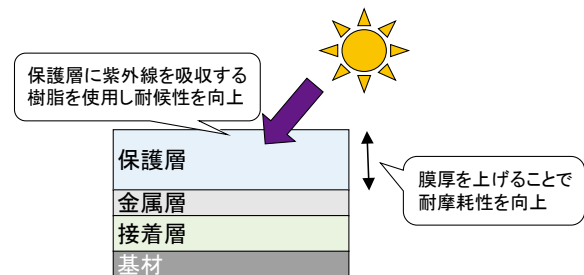 保護層に紫外線を吸収する
樹脂を使用し耐候性を向上
保護層
膜厚を上げることで
耐摩耗性を向上
金属層
接着層
基材